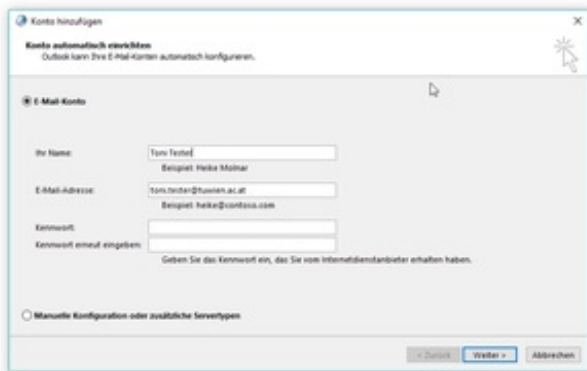 Konto hinzufügen
Konto automatisch einrichten
Outlook kann Ihre E-Mail-Konten automatisch konfigurieren.
E-Mail-Konto
Ihr Name:
Toni Tester
Beispiel: Heike Molnar
E-Mail-Adresse:
toni.tester@tuwien.ac.at
Beispiel: heike@contoso.com
Kennwort:
Kennwort erneut eingeben:
Geben Sie das Kennwort ein, das Sie vom Internetdienstanbieter erhalten haben.
Manuelle Konfiguration oder zusätzliche Servertypen
< Zurück Weiter > Abbrechen